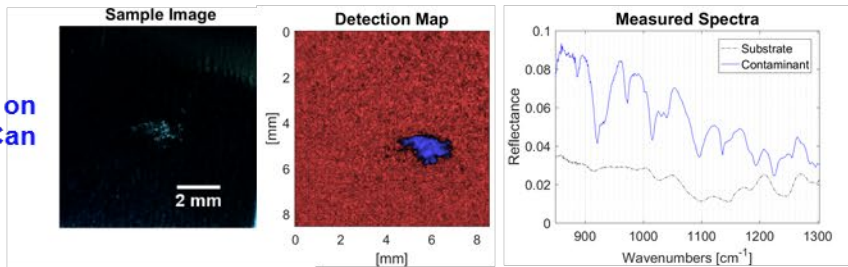 on
Can
Sample Image
2 mm
Detection Map
[mm]
0
2
4
6
8
0 2 4 6 8
[mm]
Measured Spectra
Substrate
Contaminant
Reflectance
0.1
0.08
0.06
0.04
0.02
0
900 1000 1100 1200 1300
Wavenumbers [cm⁻¹]